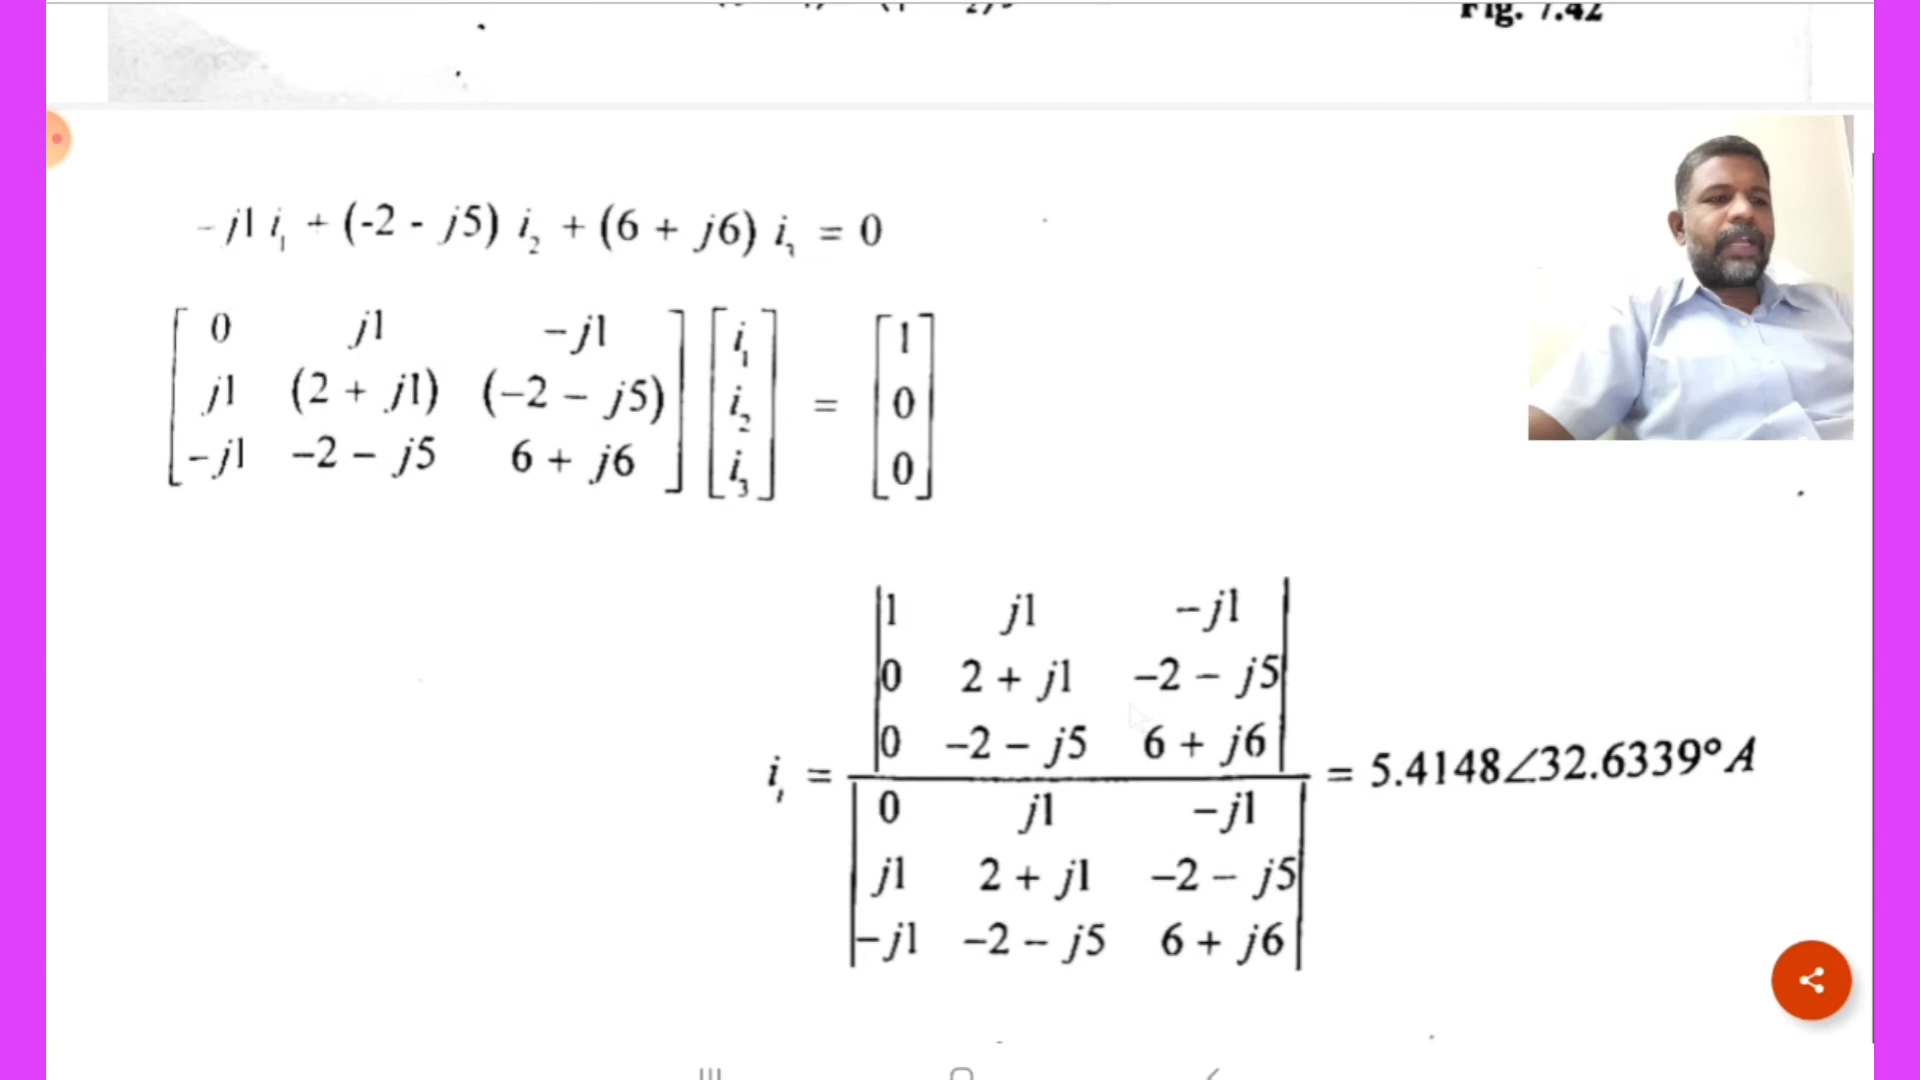 Fig. 7.42
-j1 i₁ + (-2 - j5) i₂ + (6 + j6) i₃ = 0
0 j1 -j1 i₁ 1
j1 (2 + j1) (-2 - j5) i₂ = 0
-j1 -2 - j5 6 + j6 i₃ 0
1 j1 -j1
0 2 + j1 -2 - j5
0 -2 - j5 6 + j6
i₁ = = 5.4148∠32.6339° A
0 j1 -j1
j1 2 + j1 -2 - j5
-j1 -2 - j5 6 + j6